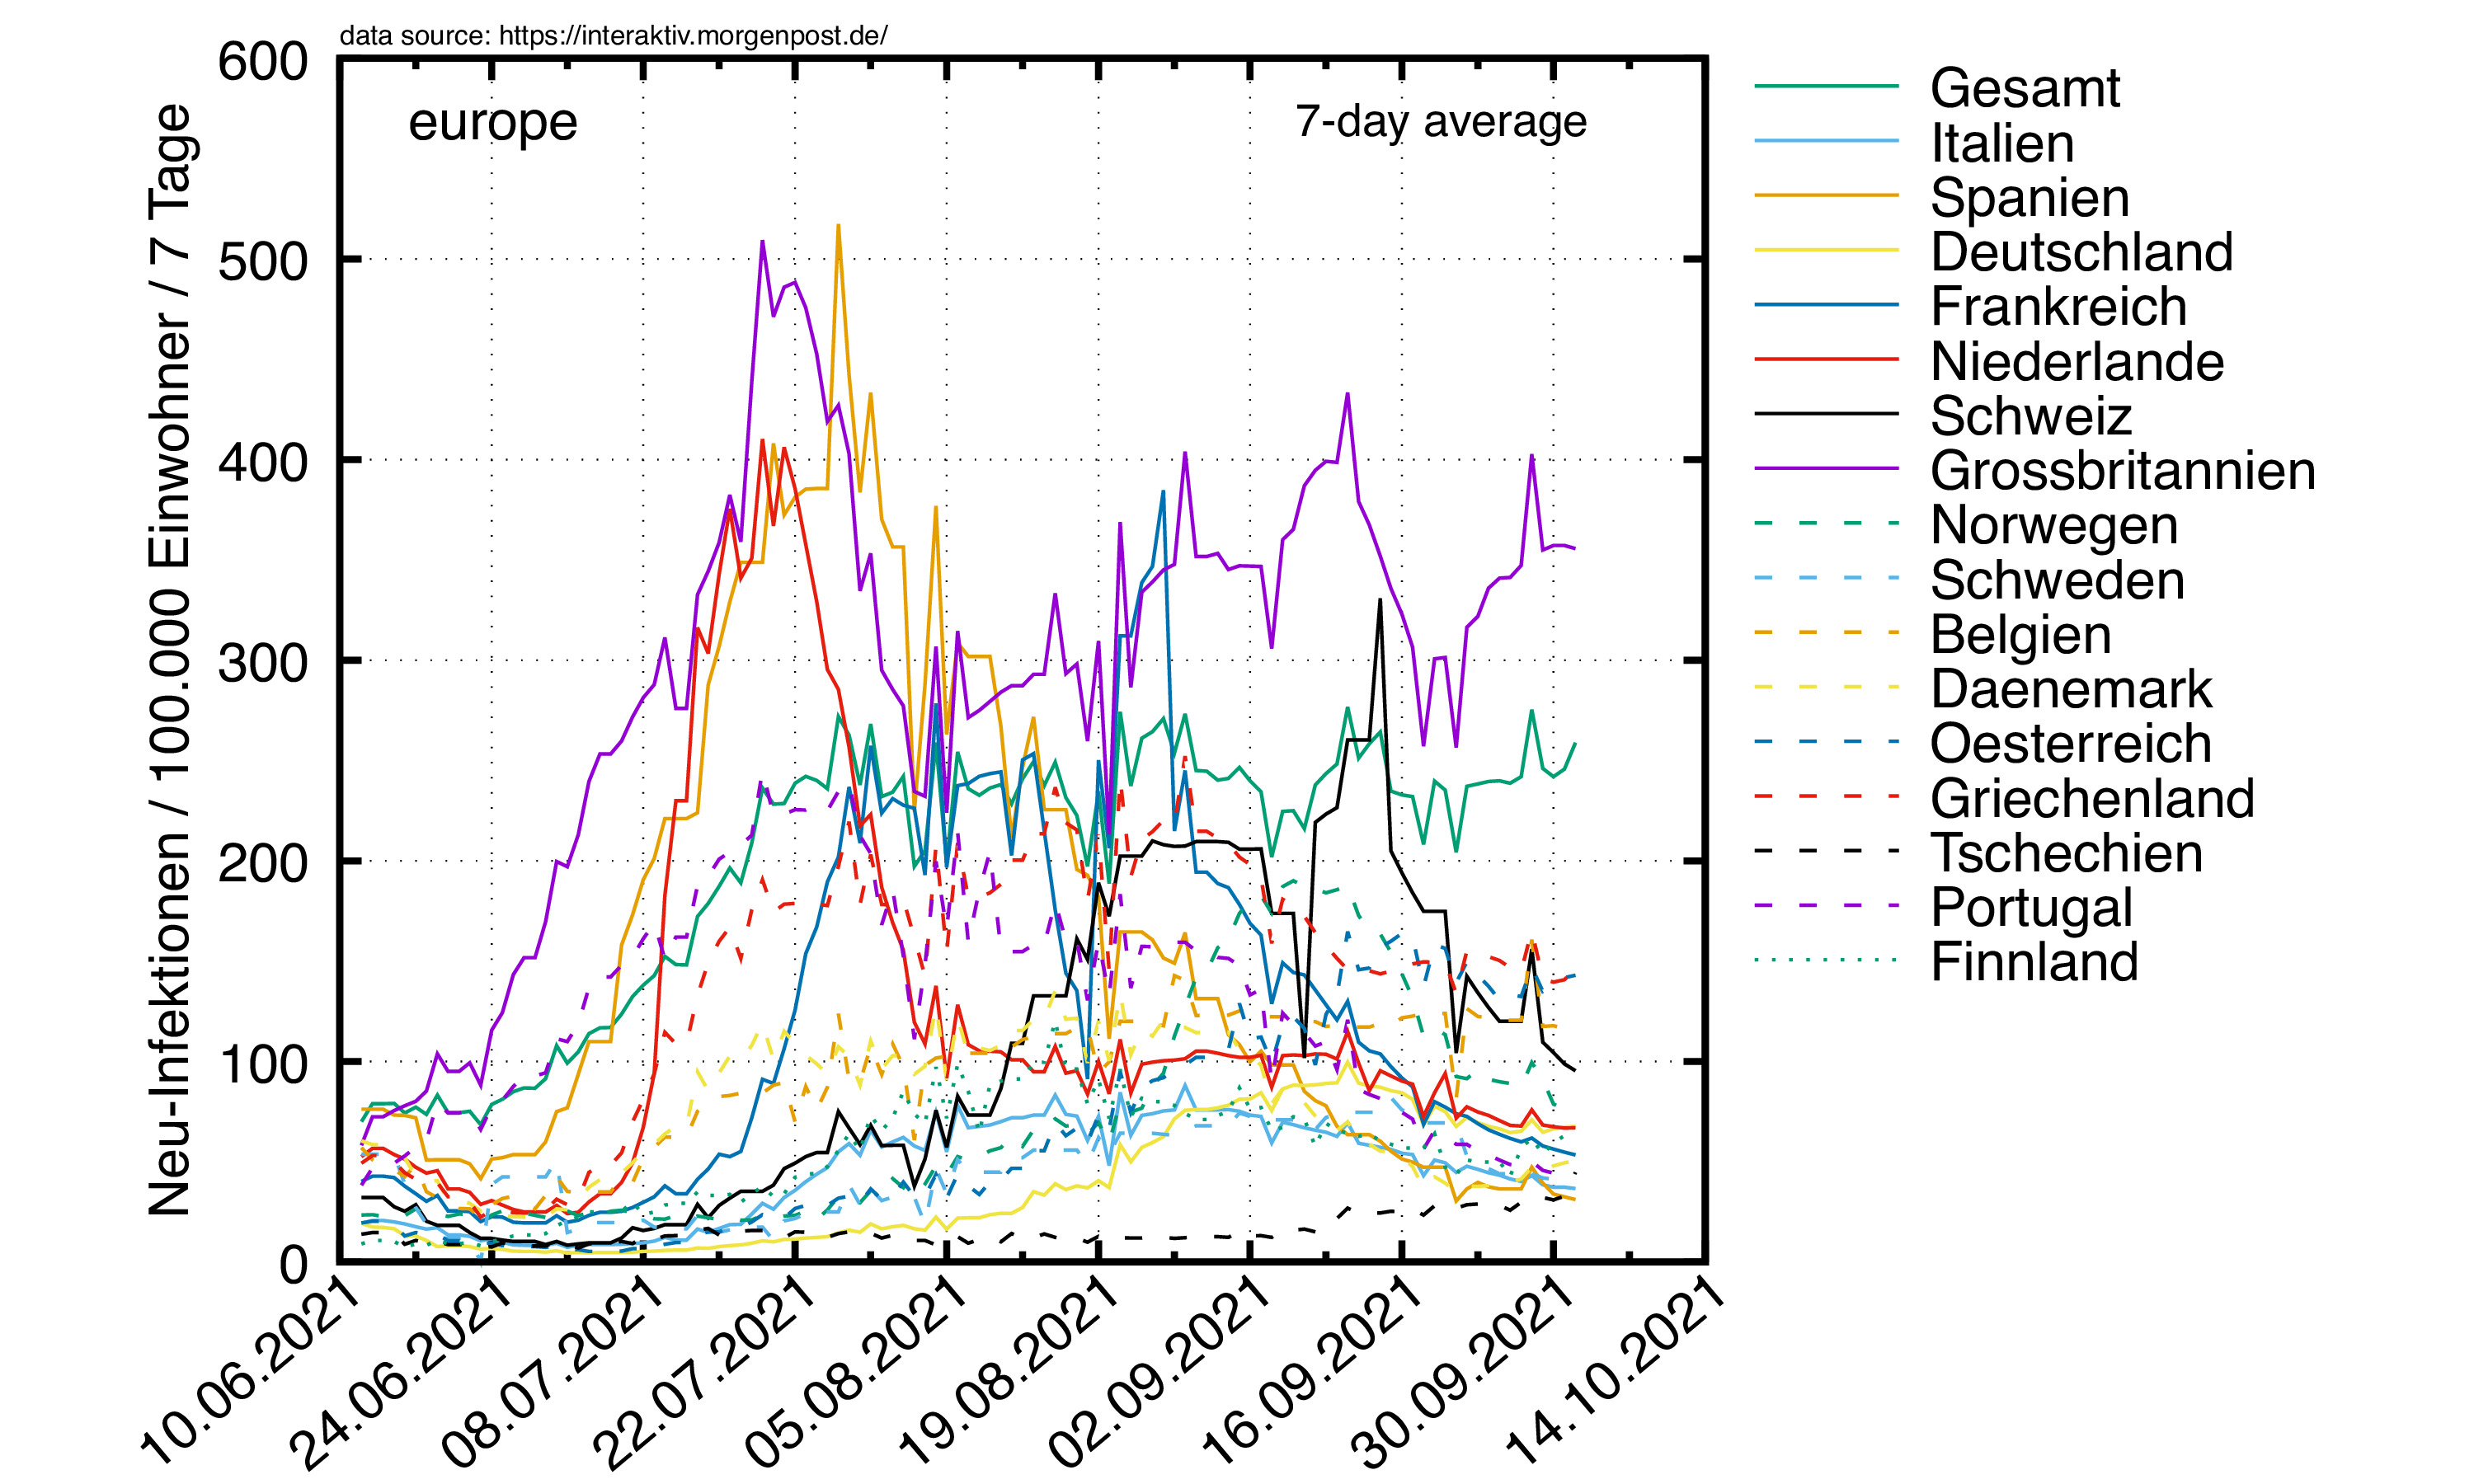 data source: https://interaktiv.morgenpost.de/
europe
7-day average
Neu-Infektionen / 100.000 Einwohner / 7 Tage
600
500
400
300
200
100
0
10.06.2021
24.06.2021
08.07.2021
22.07.2021
05.08.2021
19.08.2021
02.09.2021
16.09.2021
30.09.2021
14.10.2021
Gesamt
Italien
Spanien
Deutschland
Frankreich
Niederlande
Schweiz
Grossbritannien
Norwegen
Schweden
Belgien
Daenemark
Oesterreich
Griechenland
Tschechien
Portugal
Finnland